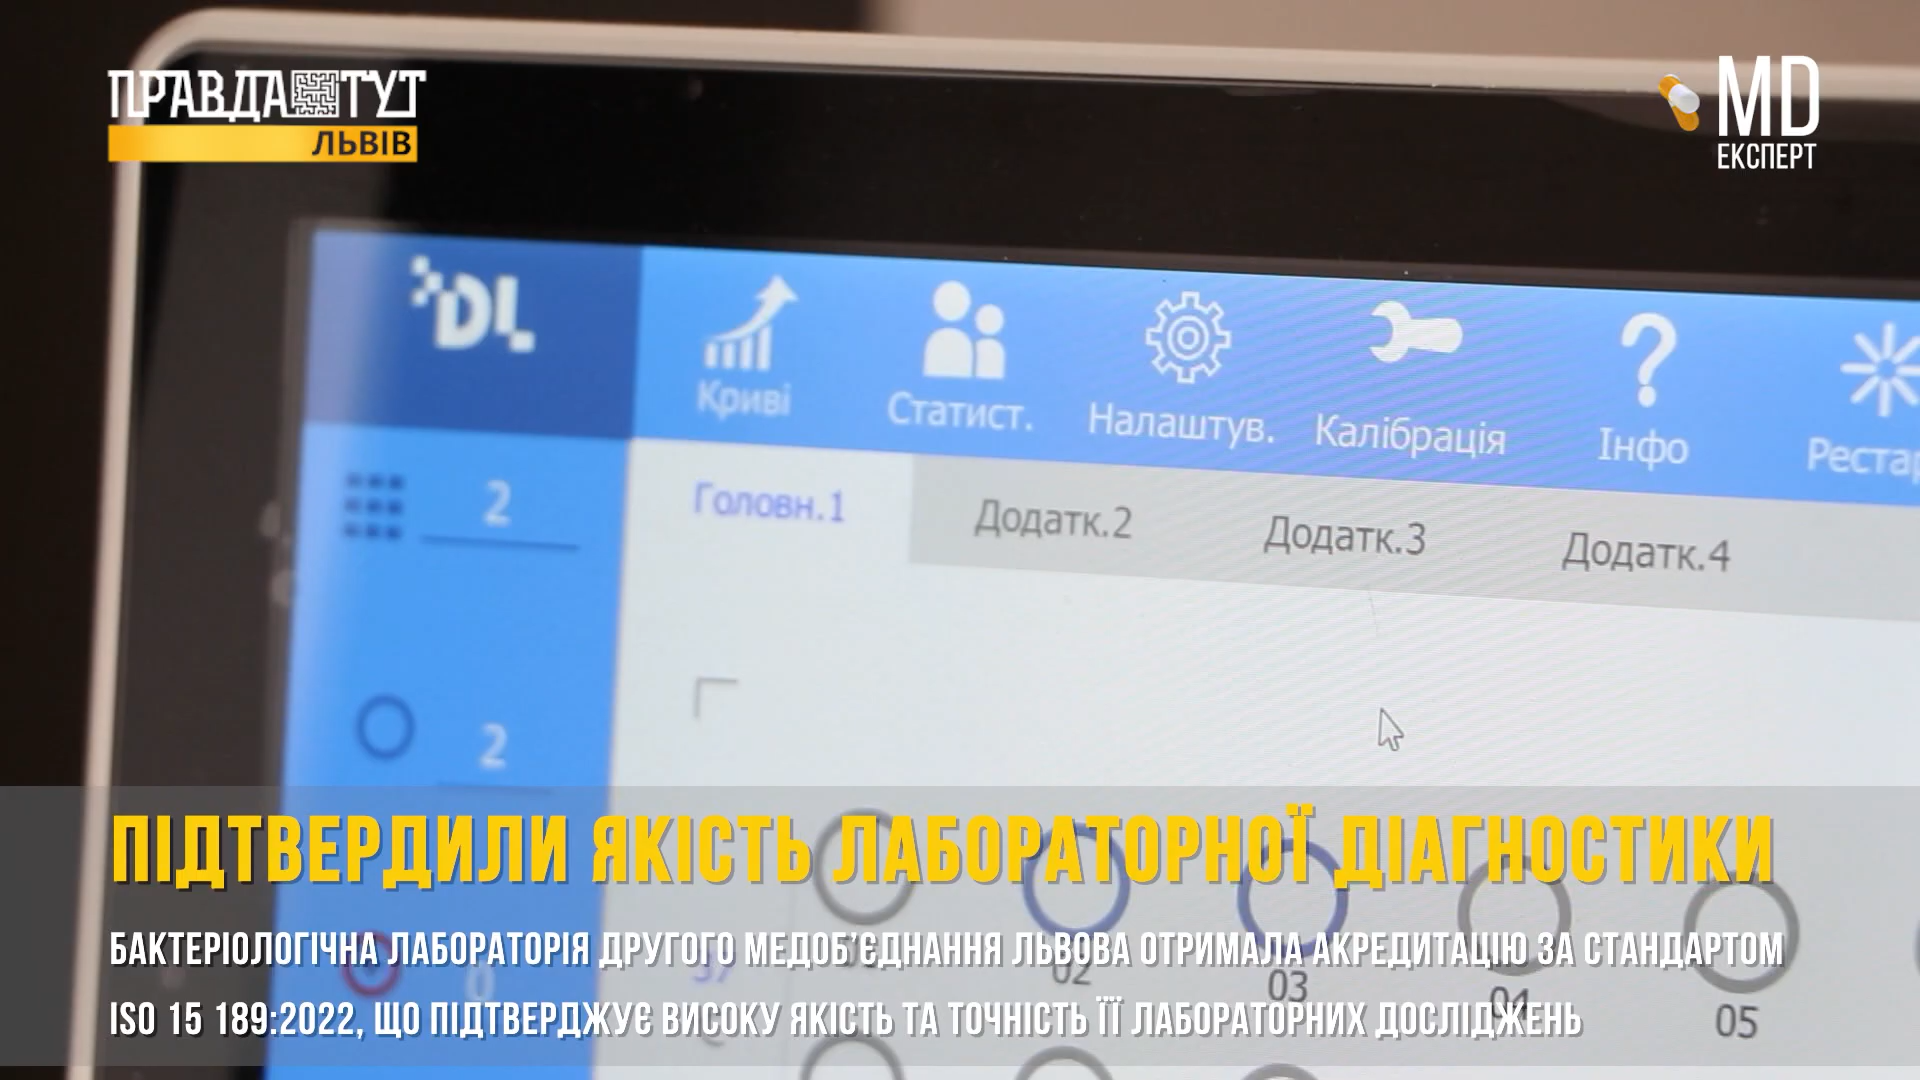 ПРАВДА ТУТ
ЛЬВІВ
MD
ЕКСПЕРТ
DL
Криві
Статист.
Налаштув.
Калібрація
Інфо
2
Головн.1
Додатк.2
Додатк.3
Додатк.4
2
ПІДТВЕРДИЛИ ЯКІСТЬ ЛАБОРАТОРНОЇ ДІАГНОСТИКИ
БАКТЕРІОЛОГІЧНА ЛАБОРАТОРІЯ ДРУГОГО МЕДОБ'ЄДНАННЯ ЛЬВОВА ОТРИМАЛА АКРЕДИТАЦІЮ ЗА СТАНДАРТОМ
0
37
02
03
04
05
ISO 15 189:2022, ЩО ПІДТВЕРДЖУЄ ВИСОКУ ЯКІСТЬ ТА ТОЧНІСТЬ ЇЇ ЛАБОРАТОРНИХ ДОСЛІДЖЕНЬ